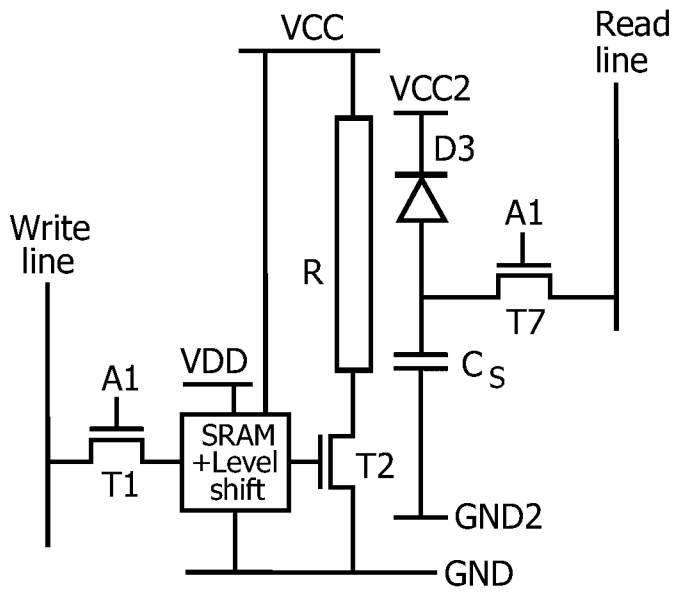 VCC
Read
line
VCC2
D3
Write
line
A1
R
T7
VDD
C S
A1
SRAM
+Level
shift
T2
T1
GND2
GND